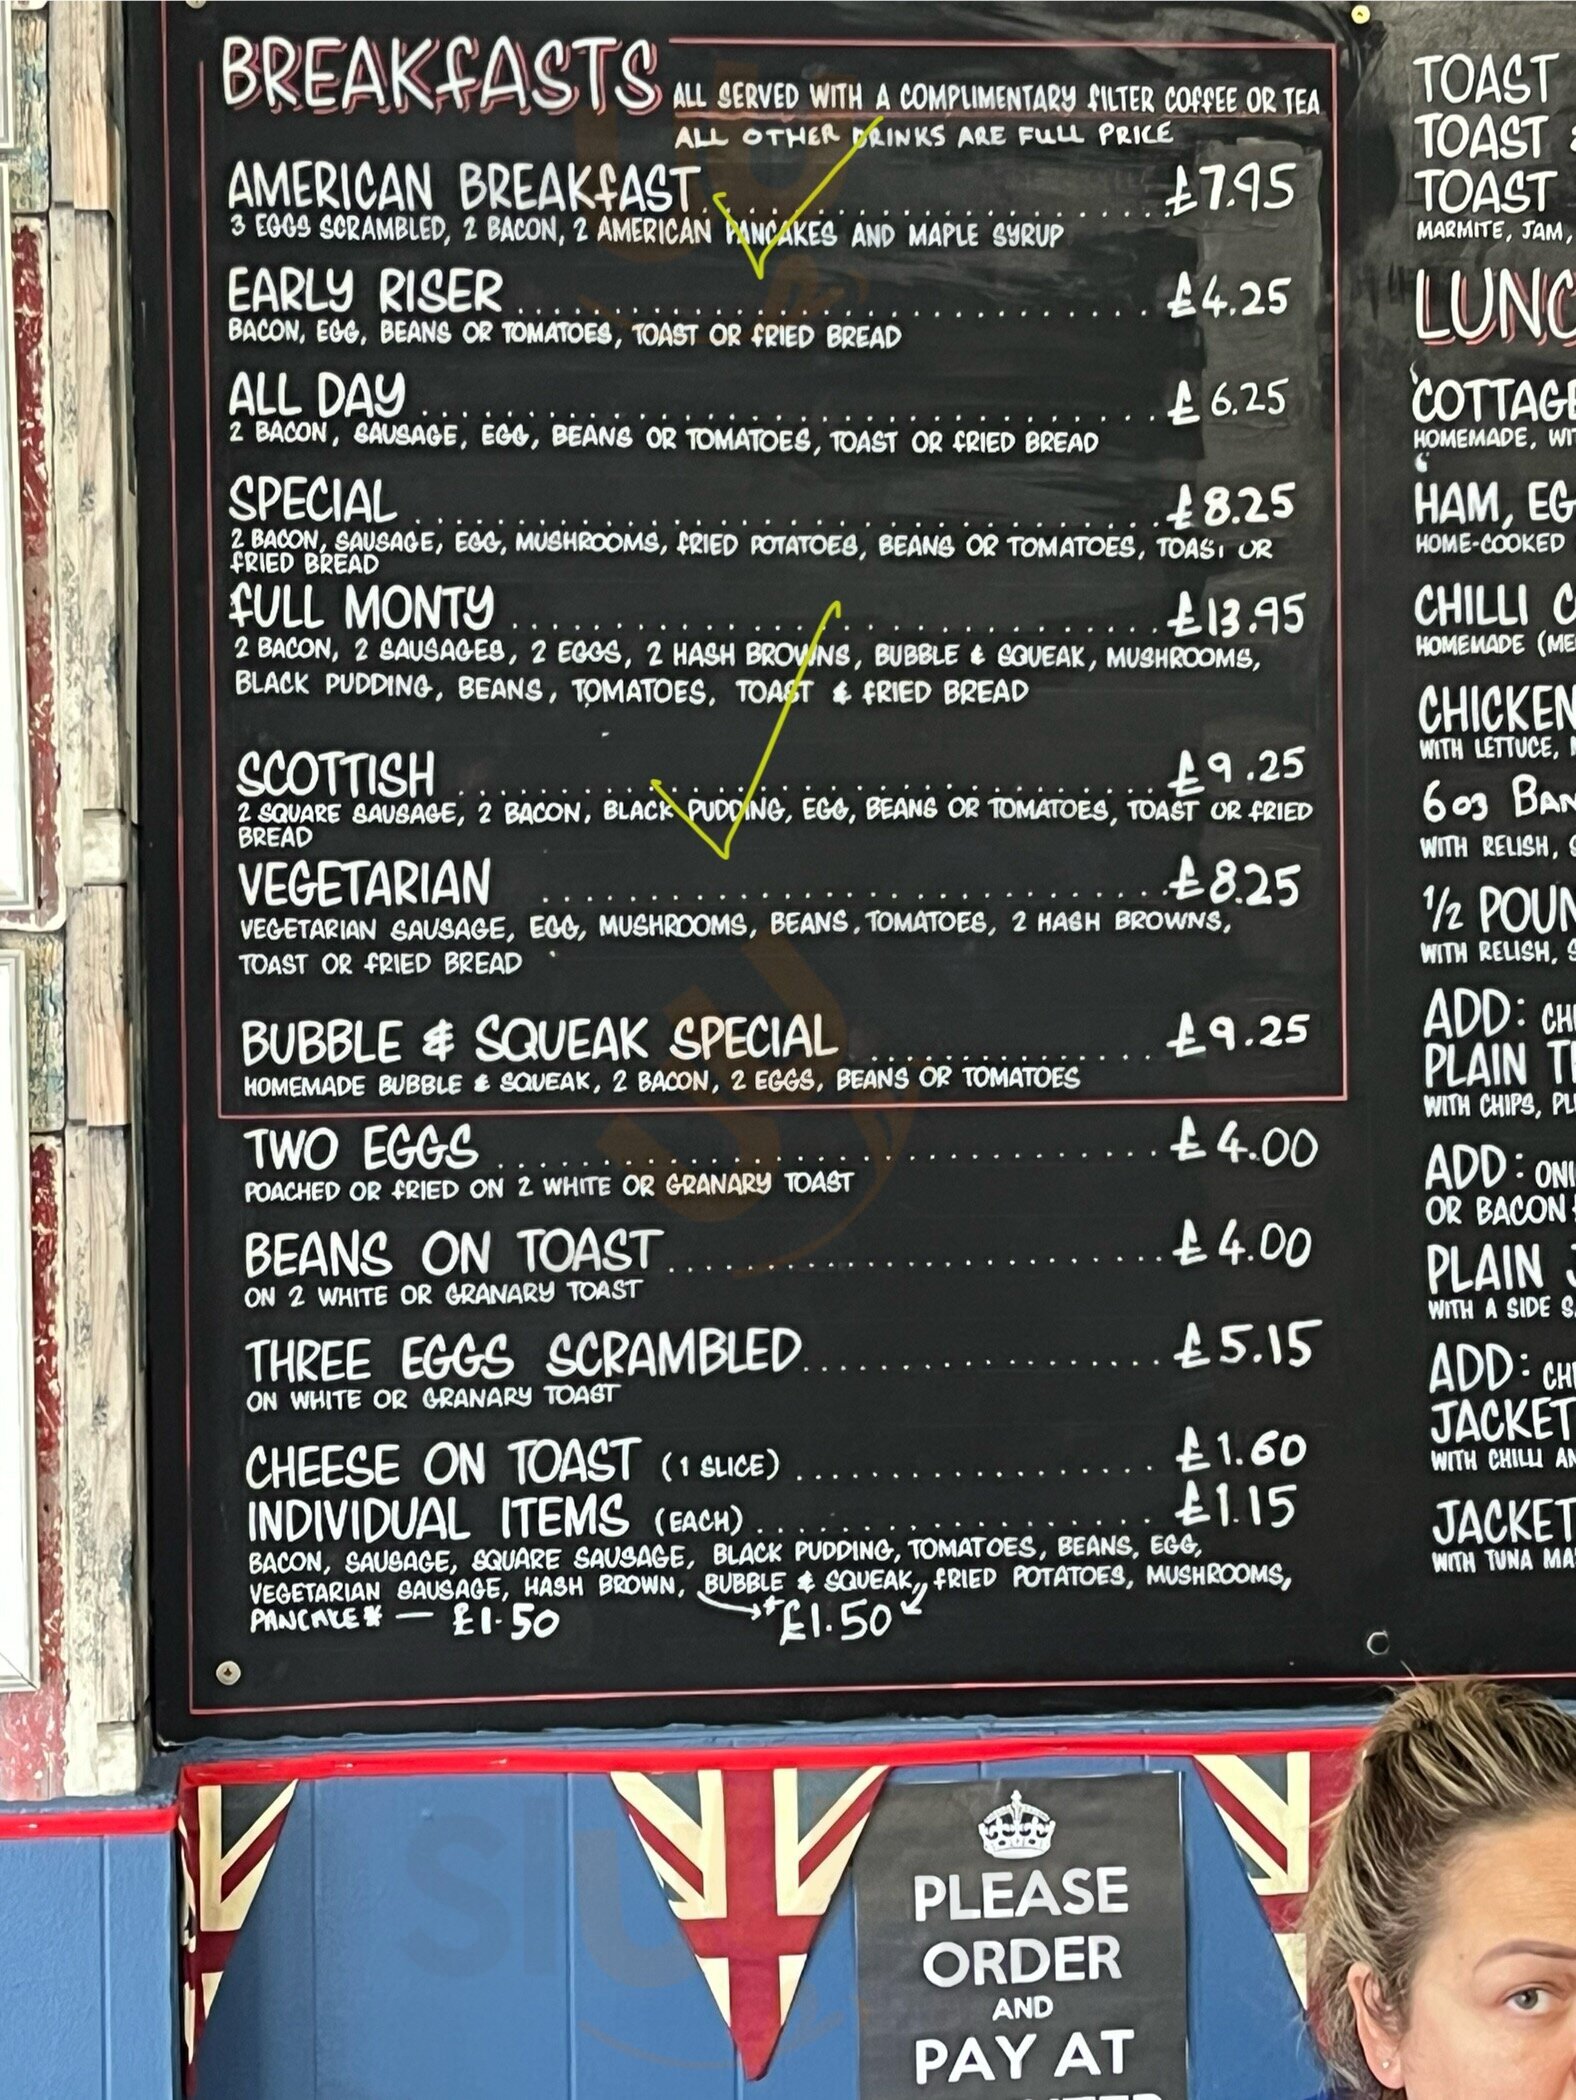 BREAKFASTS ALL SERVED WITH A COMPLIMENTARY FILTER COFFEE OR TEA
ALL OTHER DRINKS ARE FULL PRICE
AMERICAN BREAKFAST £7.95
3 EGGS SCRAMBLED, 2 BACON, 2 AMERICAN PANCAKES AND MAPLE SYRUP
EARLY RISER £4.25
BACON, EGG, BEANS OR TOMATOES, TOAST OR FRIED BREAD
ALL DAY £6.25
2 BACON, SAUSAGE, EGG, BEANS OR TOMATOES, TOAST OR FRIED BREAD
SPECIAL £8.25
2 BACON, SAUSAGE, EGG, MUSHROOMS, FRIED POTATOES, BEANS OR TOMATOES, TOAST OR
FRIED BREAD
FULL MONTY £13.95
2 BACON, 2 SAUSAGES, 2 EGGS, 2 HASH BROWNS, BUBBLE & SQUEAK, MUSHROOMS,
BLACK PUDDING, BEANS, TOMATOES, TOAST & FRIED BREAD
SCOTTISH £9.25
2 SQUARE SAUSAGE, 2 BACON, BLACK PUDDING, EGG, BEANS OR TOMATOES, TOAST OR FRIED
BREAD
VEGETARIAN £8.25
VEGETARIAN SAUSAGE, EGG, MUSHROOMS, BEANS, TOMATOES, 2 HASH BROWNS,
TOAST OR FRIED BREAD
BUBBLE & SQUEAK SPECIAL £9.25
HOMEMADE BUBBLE & SQUEAK, 2 BACON, 2 EGGS, BEANS OR TOMATOES
TWO EGGS £4.00
POACHED OR FRIED ON 2 WHITE OR GRANARY TOAST
BEANS ON TOAST £4.00
ON 2 WHITE OR GRANARY TOAST
THREE EGGS SCRAMBLED £5.15
ON WHITE OR GRANARY TOAST
CHEESE ON TOAST (1 SLICE) £1.60
INDIVIDUAL ITEMS (EACH) £1.15
BACON, SAUSAGE, SQUARE SAUSAGE, BLACK PUDDING, TOMATOES, BEANS, EGG,
VEGETARIAN SAUSAGE, HASH BROWN, BUBBLE & SQUEAK, FRIED POTATOES, MUSHROOMS,
PANCAKE* — £1.50 *£1.50
TOAST
TOAST
TOAST
MARMITE, JAM,
LUNC
COTTAGE
HOMEMADE, WIT
HAM, EG
HOME-COOKED
CHILLI C
HOMEMADE (ME
CHICKEN
WITH LETTUCE,
6oz BAN
WITH RELISH, S
1/2 POUN
WITH RELISH, S
ADD: CH
PLAIN
WITH CHIPS, PL
ADD: ONI
OR BACON
PLAIN J
WITH A SIDE S
ADD: CH
JACKET
WITH CHILLI AN
JACKET
WITH TUNA MA
PLEASE
ORDER
AND
PAY AT